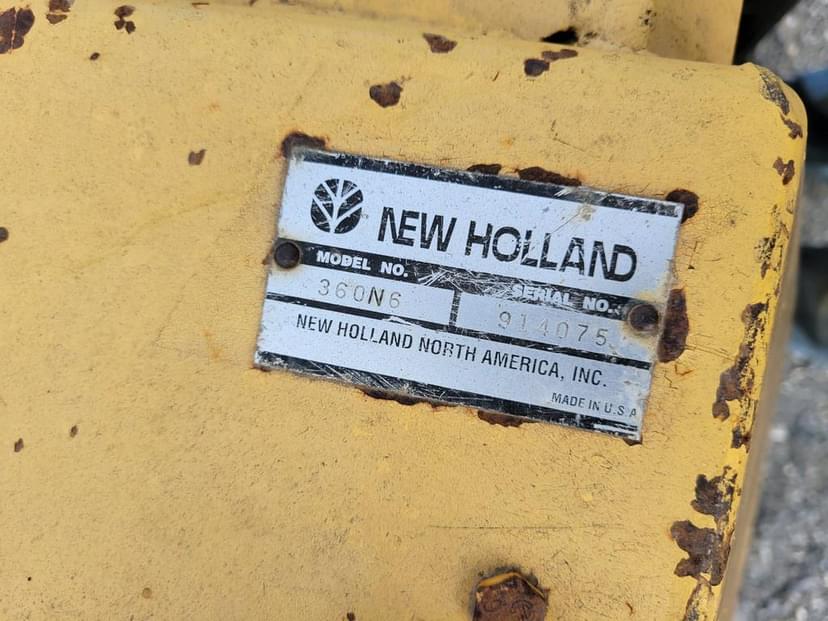 NEW HOLLAND
MODEL NO. SERIAL NO.
360N6 914075
NEW HOLLAND NORTH AMERICA, INC.
MADE IN U.S.A